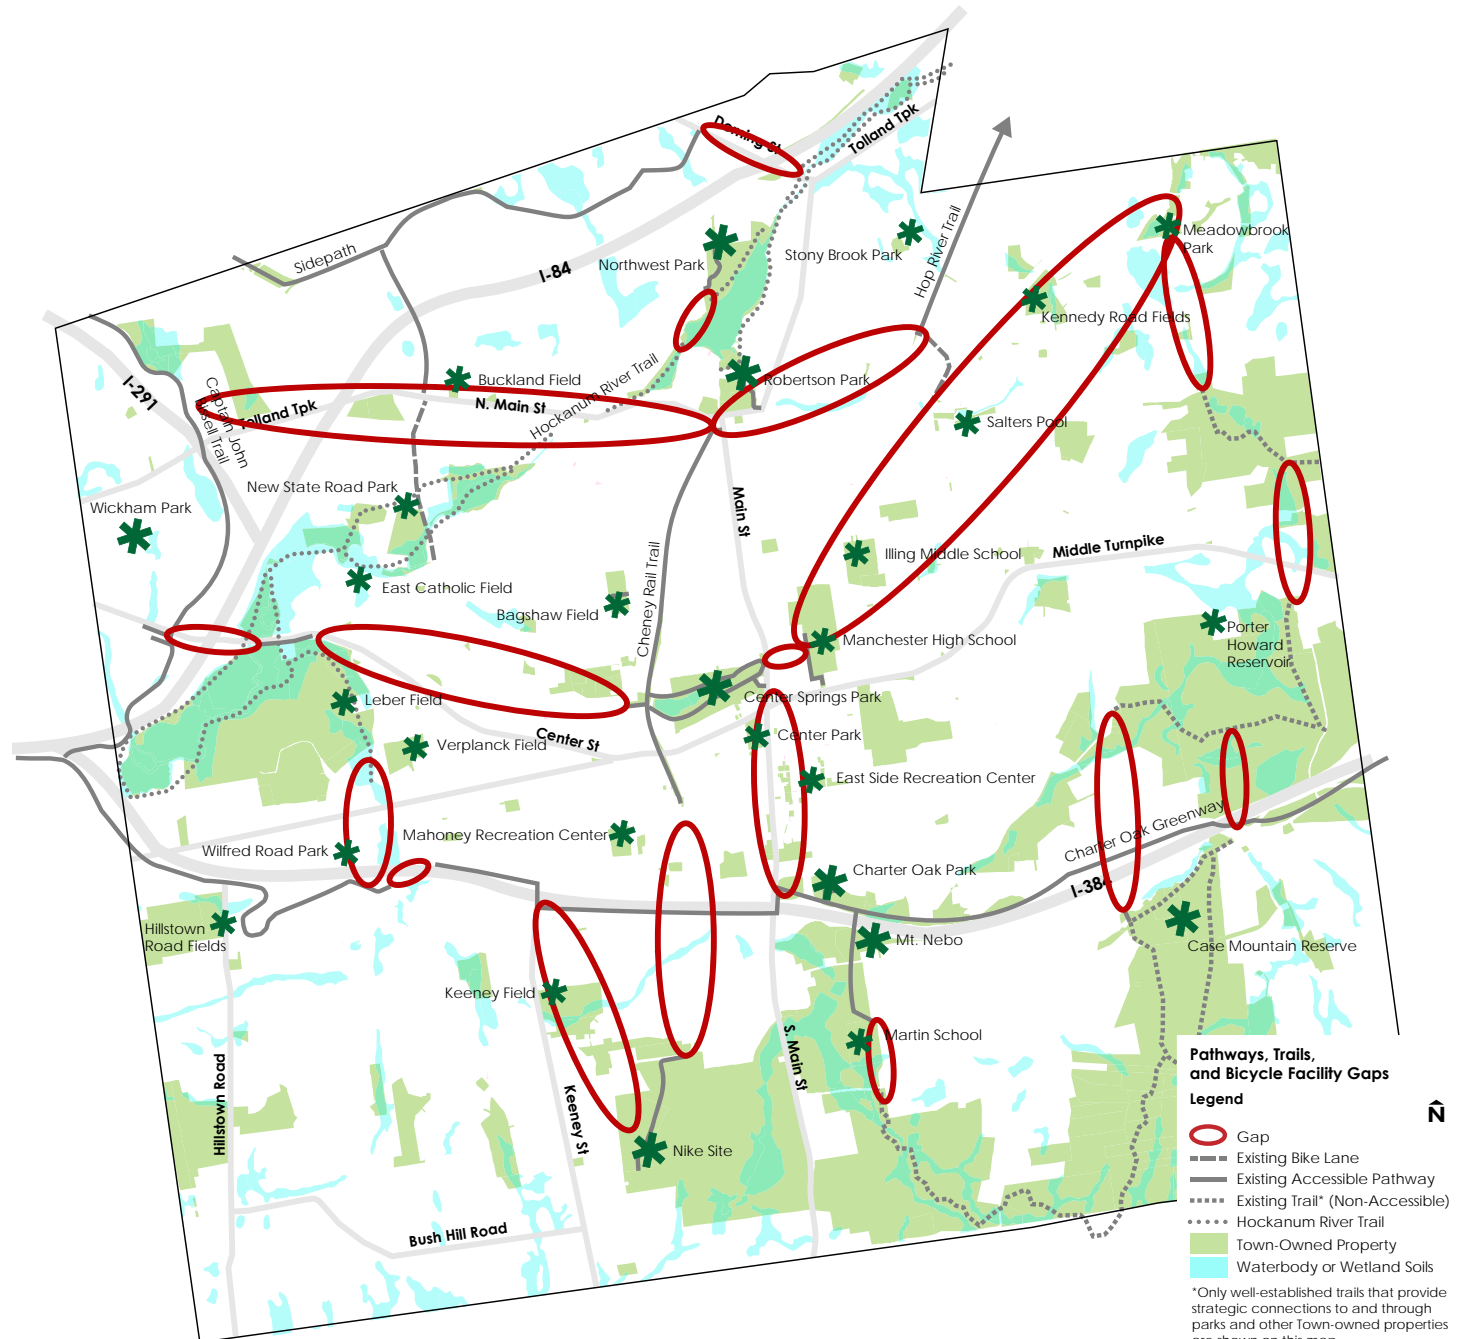 Deming St
Tolland Tpk
Sidepath
I-84
Northwest Park
Stony Brook Park
Hop River Trail
Meadowbrook
Park
Kennedy Road Fields
I-291
Captain John
Bissell Trail
Buckland Field
Robertson Park
Tolland Tpk
N. Main St
Hockanum River Trail
Salters Pool
New State Road Park
Wickham Park
Main St
Illing Middle School
Middle Turnpike
East Catholic Field
Bagshaw Field
Cheney Rail Trail
Manchester High School
Porter
Howard
Reservoir
Leber Field
Center Springs Park
Verplanck Field
Center St
Center Park
East Side Recreation Center
Mahoney Recreation Center
Wilfred Road Park
Charter Oak Greenway
Charter Oak Park
I-384
Hillstown
Road Fields
Mt. Nebo
Case Mountain Reserve
Keeney Field
Martin School
S. Main St
Hillstown Road
Keeney St
Nike Site
Bush Hill Road
Pathways, Trails,
and Bicycle Facility Gaps
Legend
N
Gap
Existing Bike Lane
Existing Accessible Pathway
Existing Trail* (Non-Accessible)
Hockanum River Trail
Town-Owned Property
Waterbody or Wetland Soils
*Only well-established trails that provide
strategic connections to and through
parks and other Town-owned properties
are shown on this map